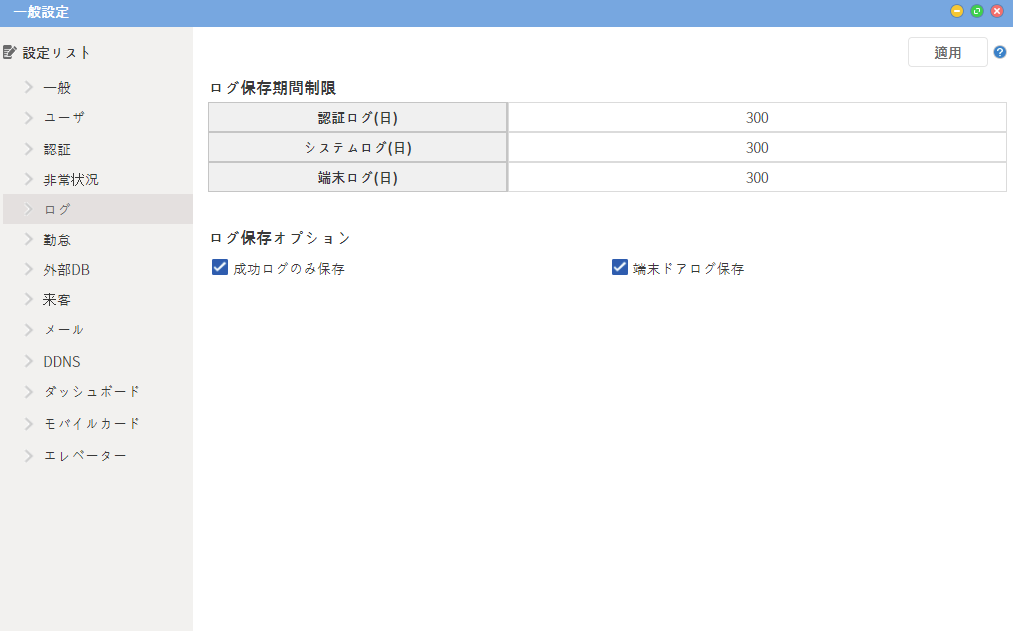 一般設定
設定リスト
一般
ユーザ
認証
非常状況
ログ
勤怠
外部DB
来客
メール
DDNS
ダッシュボード
モバイルカード
エレベーター
適用
ログ保存期間制限
認証ログ(日) 300
システムログ(日) 300
端末ログ(日) 300
ログ保存オプション
成功ログのみ保存 端末ドアログ保存